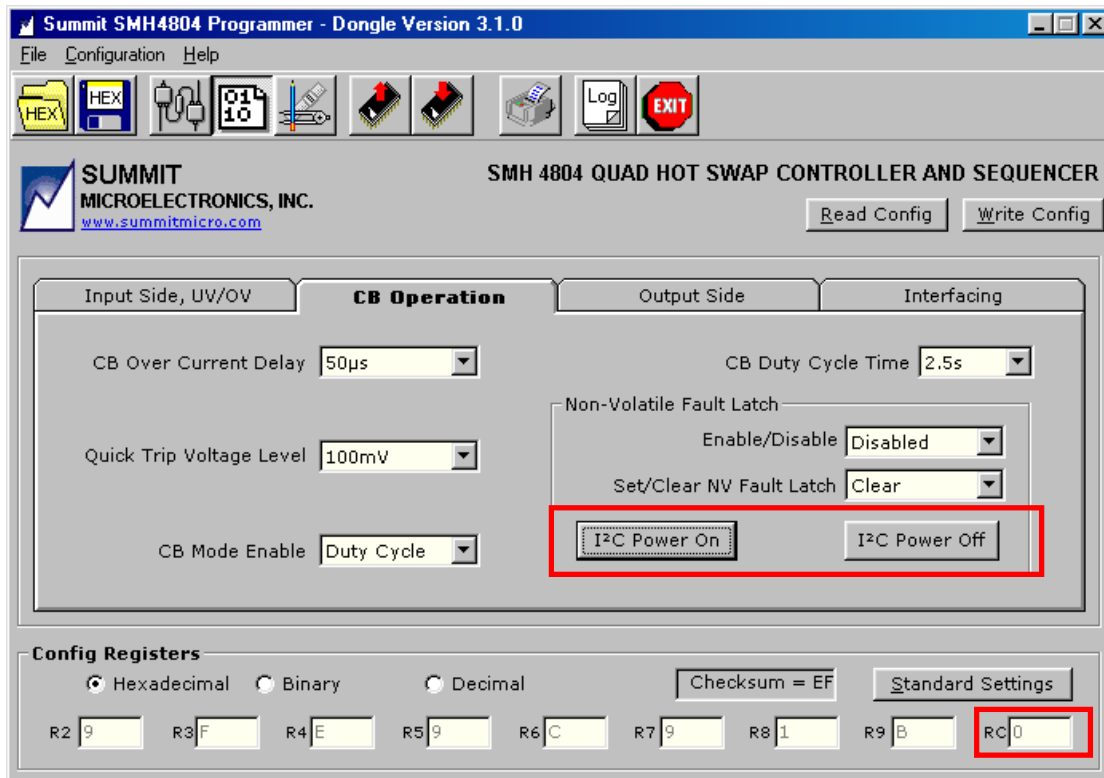 Summit SMH4804 Programmer - Dongle Version 3.1.0
File Configuration Help
HEX HEX 01 10 Log EXIT
SUMMIT
MICROELECTRONICS, INC.
www.summitmicro.com
SMH 4804 QUAD HOT SWAP CONTROLLER AND SEQUENCER
Read Config Write Config
Input Side, UV/OV CB Operation Output Side Interfacing
CB Over Current Delay 50µs CB Duty Cycle Time 2.5s
Non-Volatile Fault Latch
Enable/Disable Disabled
Quick Trip Voltage Level 100mV
Set/Clear NV Fault Latch Clear
I²C Power On I²C Power Off
CB Mode Enable Duty Cycle
Config Registers
Hexadecimal Binary Decimal Checksum = EF Standard Settings
R2 9 R3 F R4 E R5 9 R6 C R7 9 R8 1 R9 B RC 0